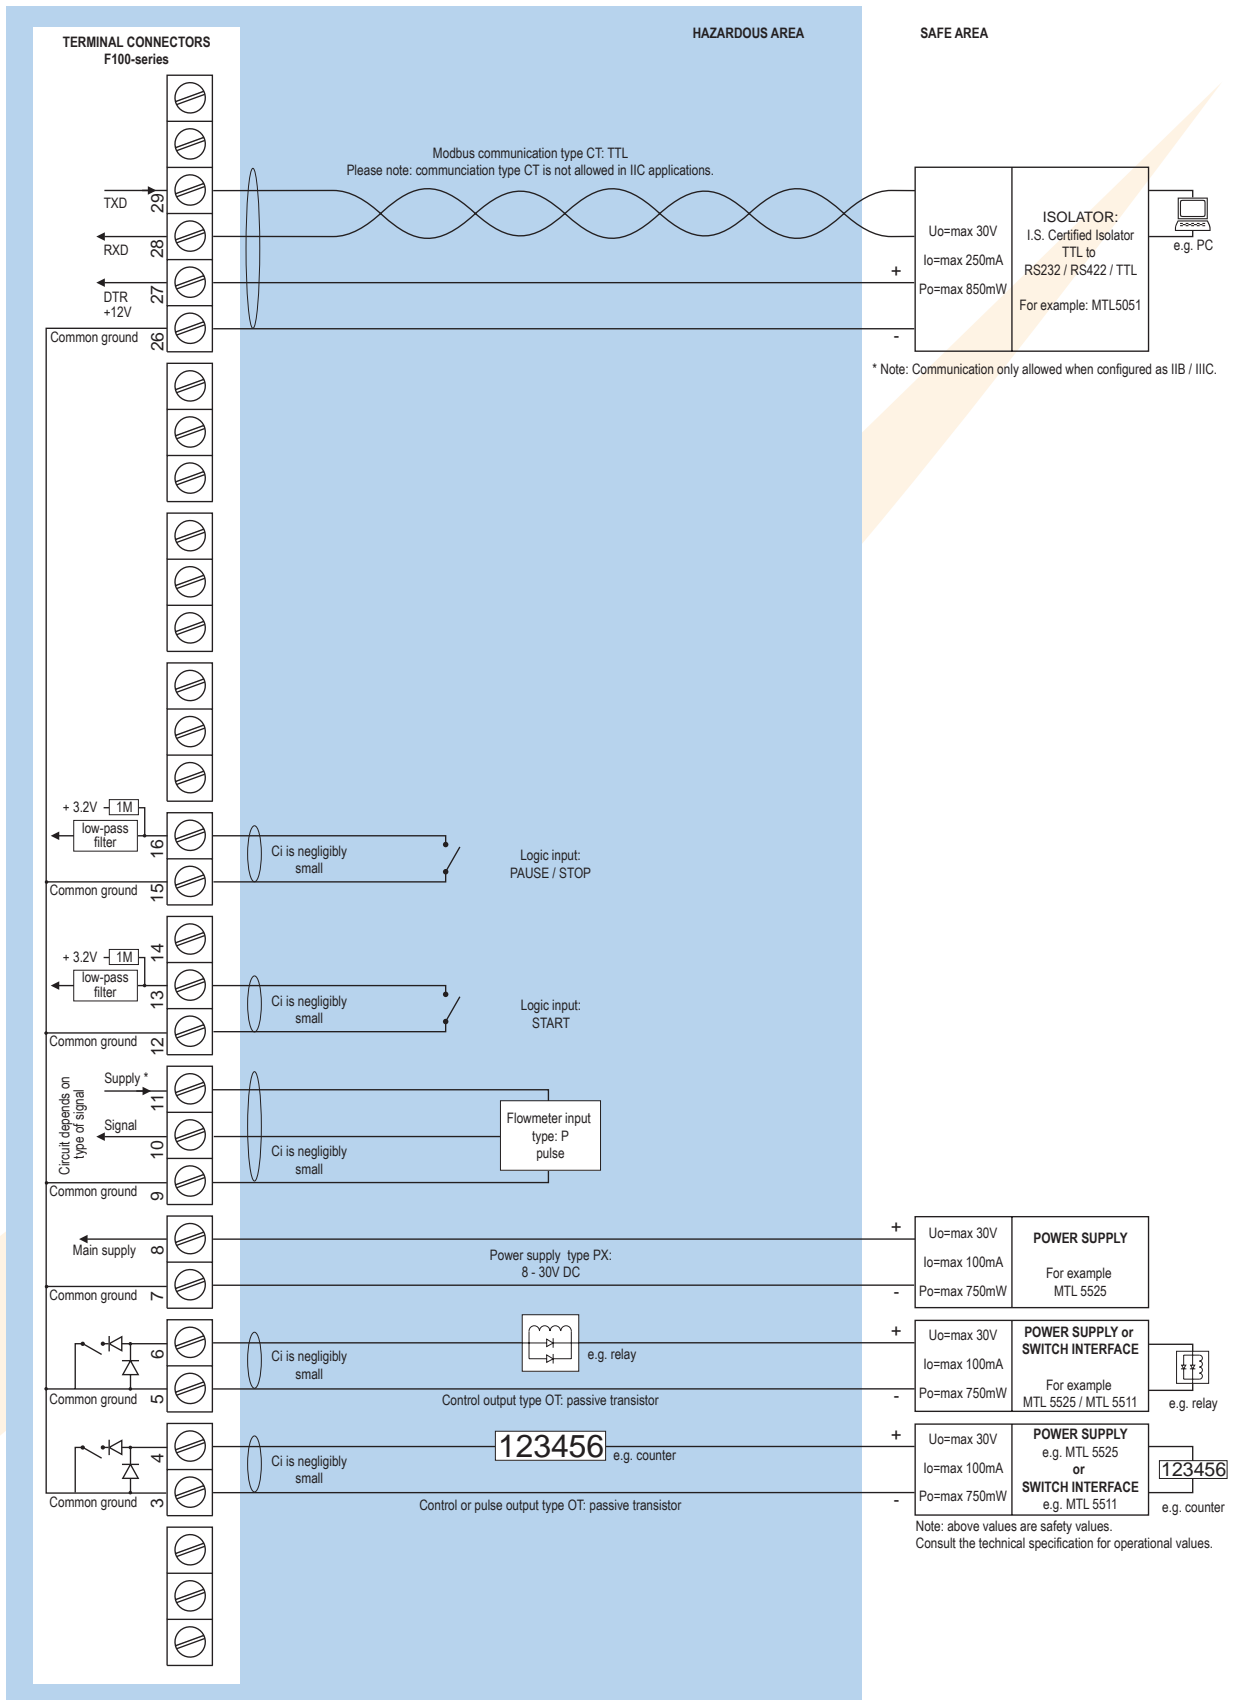 HAZARDOUS AREA
SAFE AREA
TERMINAL CONNECTORS
F100-series
Modbus communication type CT: TTL
Please note: communciation type CT is not allowed in IIC applications.
TXD
29
RXD
28
DTR
+12V
27
Common ground
26
Uo=max 30V
Io=max 250mA
Po=max 850mW
+
-
ISOLATOR:
I.S. Certified Isolator
TTL to
RS232 / RS422 / TTL
For example: MTL5051
e.g. PC
* Note: Communication only allowed when configured as IIB / IIIC.
+ 3.2V
1M
low-pass
filter
16
Common ground
15
Ci is negligibly
small
Logic input:
PAUSE / STOP
14
+ 3.2V
1M
low-pass
filter
13
Common ground
12
Ci is negligibly
small
Logic input:
START
Circuit depends on
type of signal
Supply *
11
Signal
10
Common ground
9
Ci is negligibly
small
Flowmeter input
type: P
pulse
Main supply
8
Common ground
7
Power supply type PX:
8 - 30V DC
+
-
Uo=max 30V
Io=max 100mA
Po=max 750mW
POWER SUPPLY
For example
MTL 5525
6
Common ground
5
Ci is negligibly
small
e.g. relay
Control output type OT: passive transistor
+
-
Uo=max 30V
Io=max 100mA
Po=max 750mW
POWER SUPPLY or
SWITCH INTERFACE
For example
MTL 5525 / MTL 5511
e.g. relay
4
Common ground
3
Ci is negligibly
small
123456
e.g. counter
Control or pulse output type OT: passive transistor
+
-
Uo=max 30V
Io=max 100mA
Po=max 750mW
POWER SUPPLY
e.g. MTL 5525
or
SWITCH INTERFACE
e.g. MTL 5511
123456
e.g. counter
Note: above values are safety values.
Consult the technical specification for operational values.